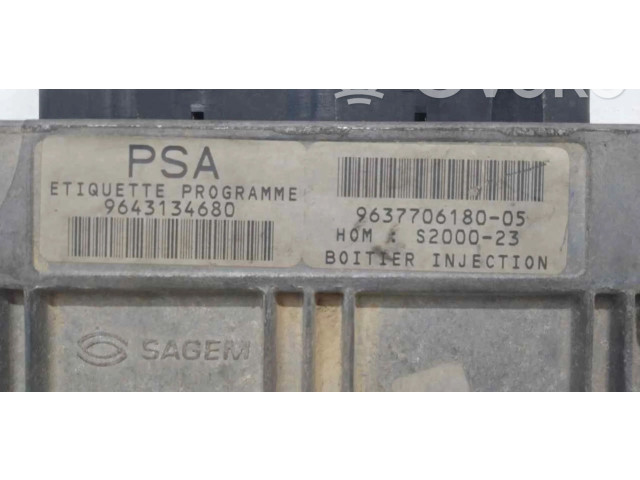 PSA
ETIQUETTE PROGRAMME
9643134680
9637706180-05
HOM : S2000-23
BOITIER INJECTION
SAGEM